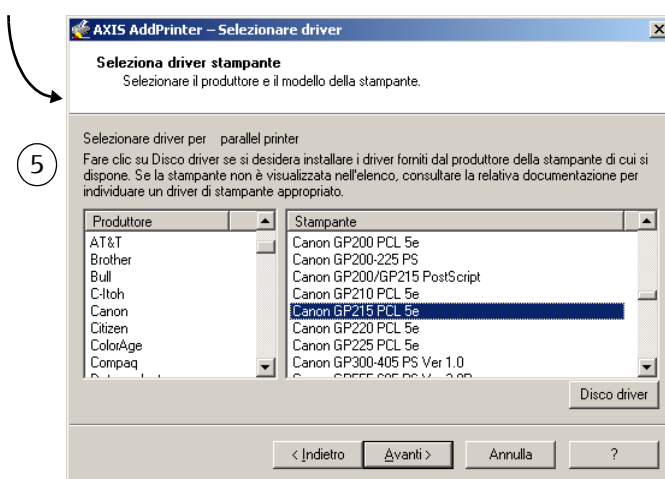 AXIS AddPrinter – Selezionare driver
Seleziona driver stampante
Selezionare il produttore e il modello della stampante.
5
Selezionare driver per parallel printer
Fare clic su Disco driver se si desidera installare i driver forniti dal produttore della stampante di cui si
dispone. Se la stampante non è visualizzata nell'elenco, consultare la relativa documentazione per
individuare un driver di stampante appropriato.
Produttore
AT&T
Brother
Bull
C-Itoh
Canon
Citizen
ColorAge
Compaq
Stampante
Canon GP200 PCL 5e
Canon GP200-225 PS
Canon GP200/GP215 PostScript
Canon GP210 PCL 5e
Canon GP215 PCL 5e
Canon GP220 PCL 5e
Canon GP225 PCL 5e
Canon GP300-405 PS Ver 1.0
Disco driver
< Indietro
Avanti >
Annulla
?